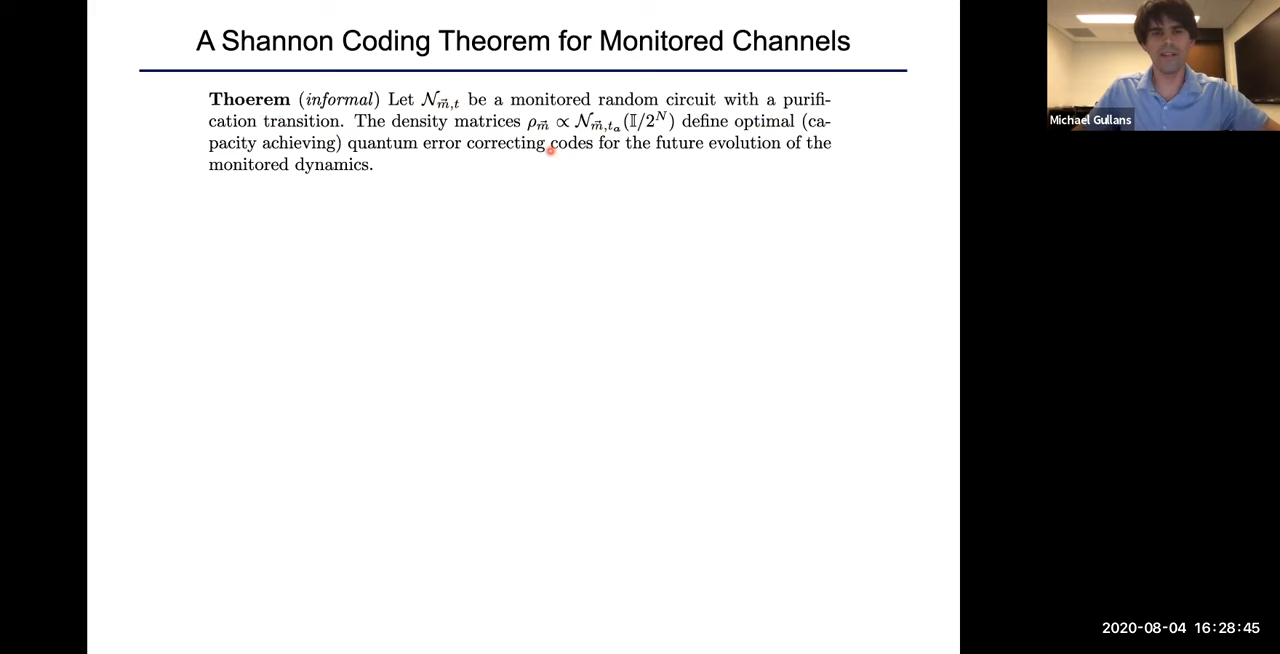 A Shannon Coding Theorem for Monitored Channels
Thoerem (informal) Let 𝒩_{m⃗,t} be a monitored random circuit with a purifi-
cation transition. The density matrices ρ_{m⃗} ∝ 𝒩_{m⃗,t_a}(𝕀/2^N) define optimal (ca-
pacity achieving) quantum error correcting codes for the future evolution of the
monitored dynamics.
Michael Gullans
2020-08-04 16:28:45